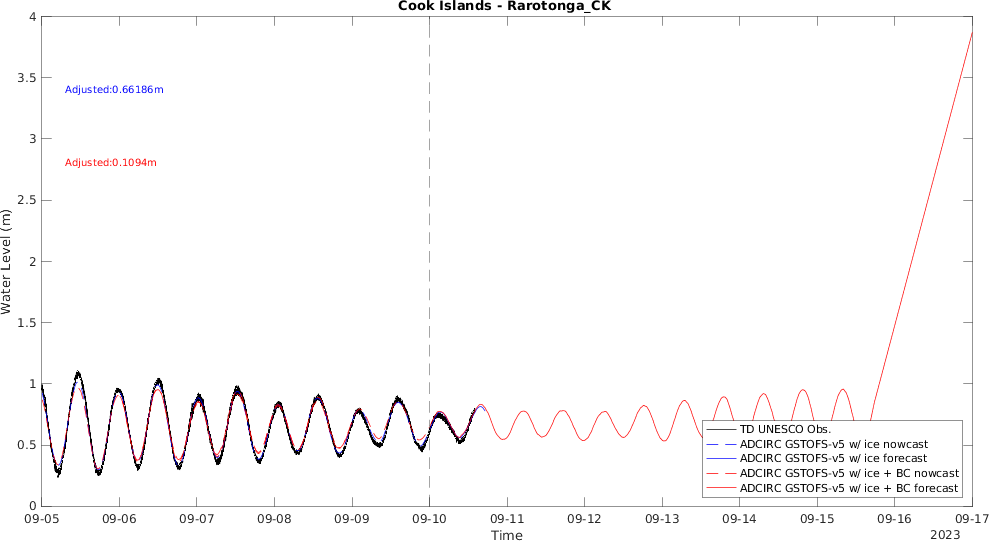 Cook Islands - Rarotonga_CK
4
3.5
3
2.5
2
1.5
1
0.5
0
Water Level (m)
Adjusted:0.66186m
Adjusted:0.1094m
TD UNESCO Obs.
ADCIRC GSTOFS-v5 w/ ice nowcast
ADCIRC GSTOFS-v5 w/ ice forecast
ADCIRC GSTOFS-v5 w/ ice + BC nowcast
ADCIRC GSTOFS-v5 w/ ice + BC forecast
09-05 09-06 09-07 09-08 09-09 09-10 09-11 09-12 09-13 09-14 09-15 09-16 09-17
Time
2023